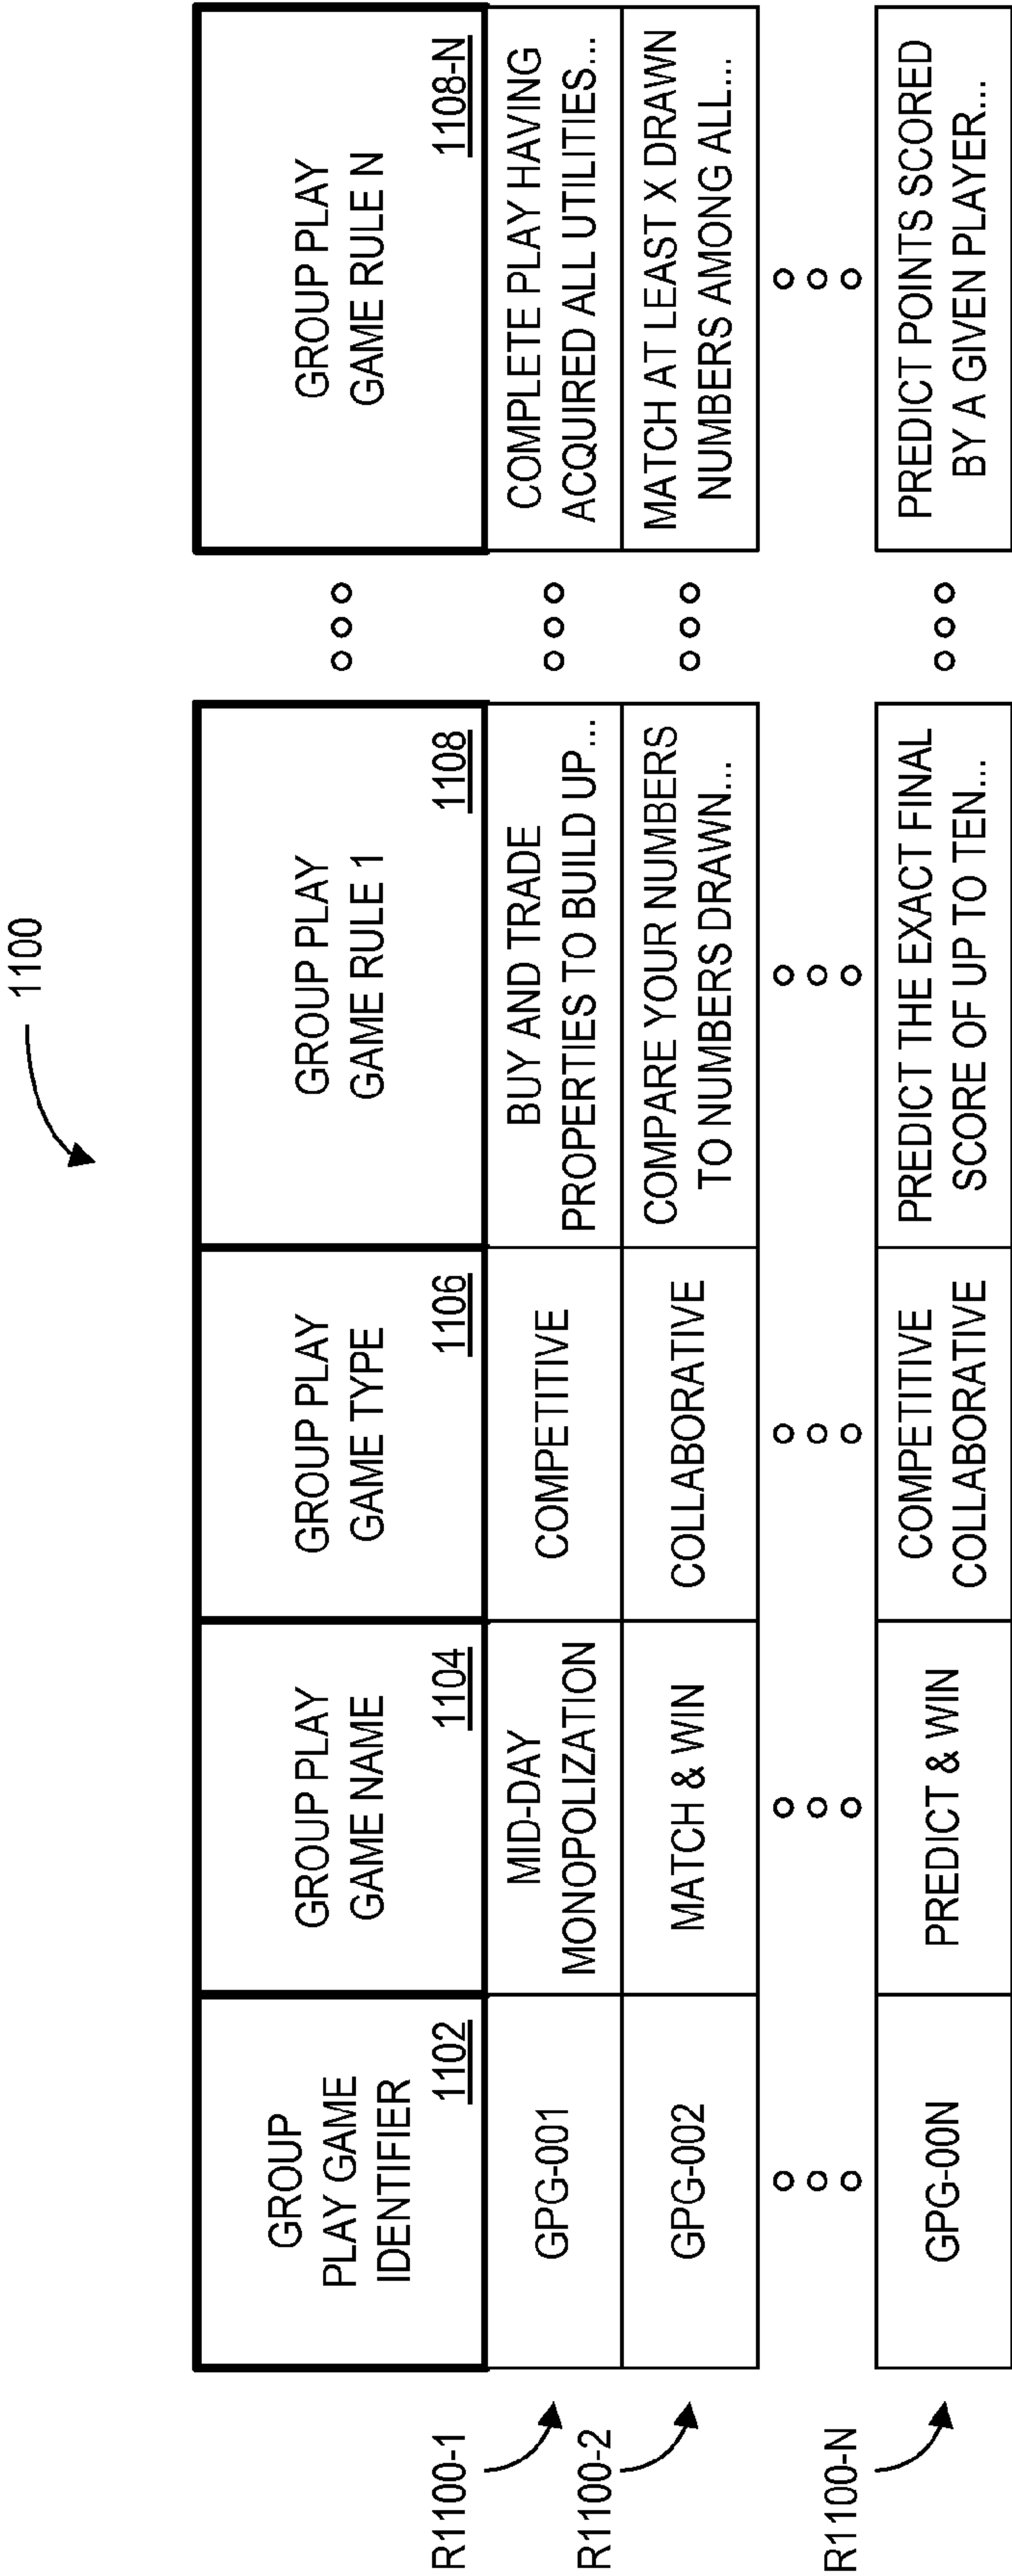 1100
GROUP
PLAY GAME
IDENTIFIER
1102
GROUP PLAY
GAME NAME
1104
GROUP PLAY
GAME TYPE
1106
GROUP PLAY
GAME RULE 1
1108
GROUP PLAY
GAME RULE N
1108-N
R1100-1
GPG-001
MID-DAY
MONOPOLIZATION
COMPETITIVE
BUY AND TRADE
PROPERTIES TO BUILD UP...
COMPLETE PLAY HAVING
ACQUIRED ALL UTILITIES...
R1100-2
GPG-002
MATCH & WIN
COLLABORATIVE
COMPARE YOUR NUMBERS
TO NUMBERS DRAWN...
MATCH AT LEAST X DRAWN
NUMBERS AMONG ALL...
R1100-N
GPG-00N
PREDICT & WIN
COMPETITIVE
COLLABORATIVE
PREDICT THE EXACT FINAL
SCORE OF UP TO TEN...
PREDICT POINTS SCORED
BY A GIVEN PLAYER...